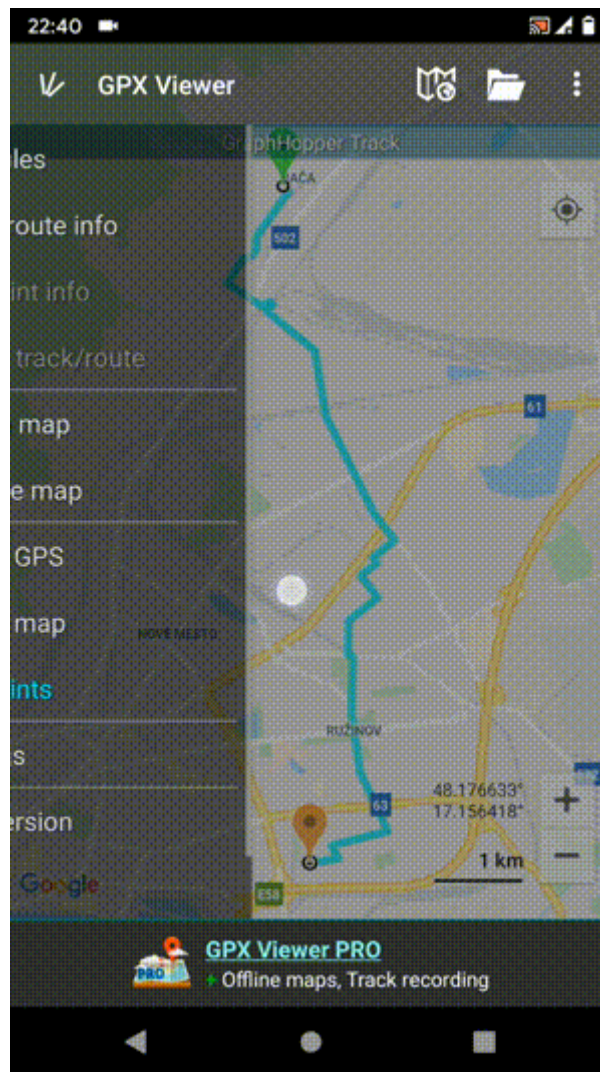 22:40
GPX Viewer
GraphHopper Track
les
RAČA
route info
502
int info
track/route
61
map
e map
GPS
map
NOVÉ MESTO
ints
RUŽINOV
s
48.176633°
17.156418°
63
ersion
1 km
Google
E58
GPX Viewer PRO
PRO
+ Offline maps, Track recording